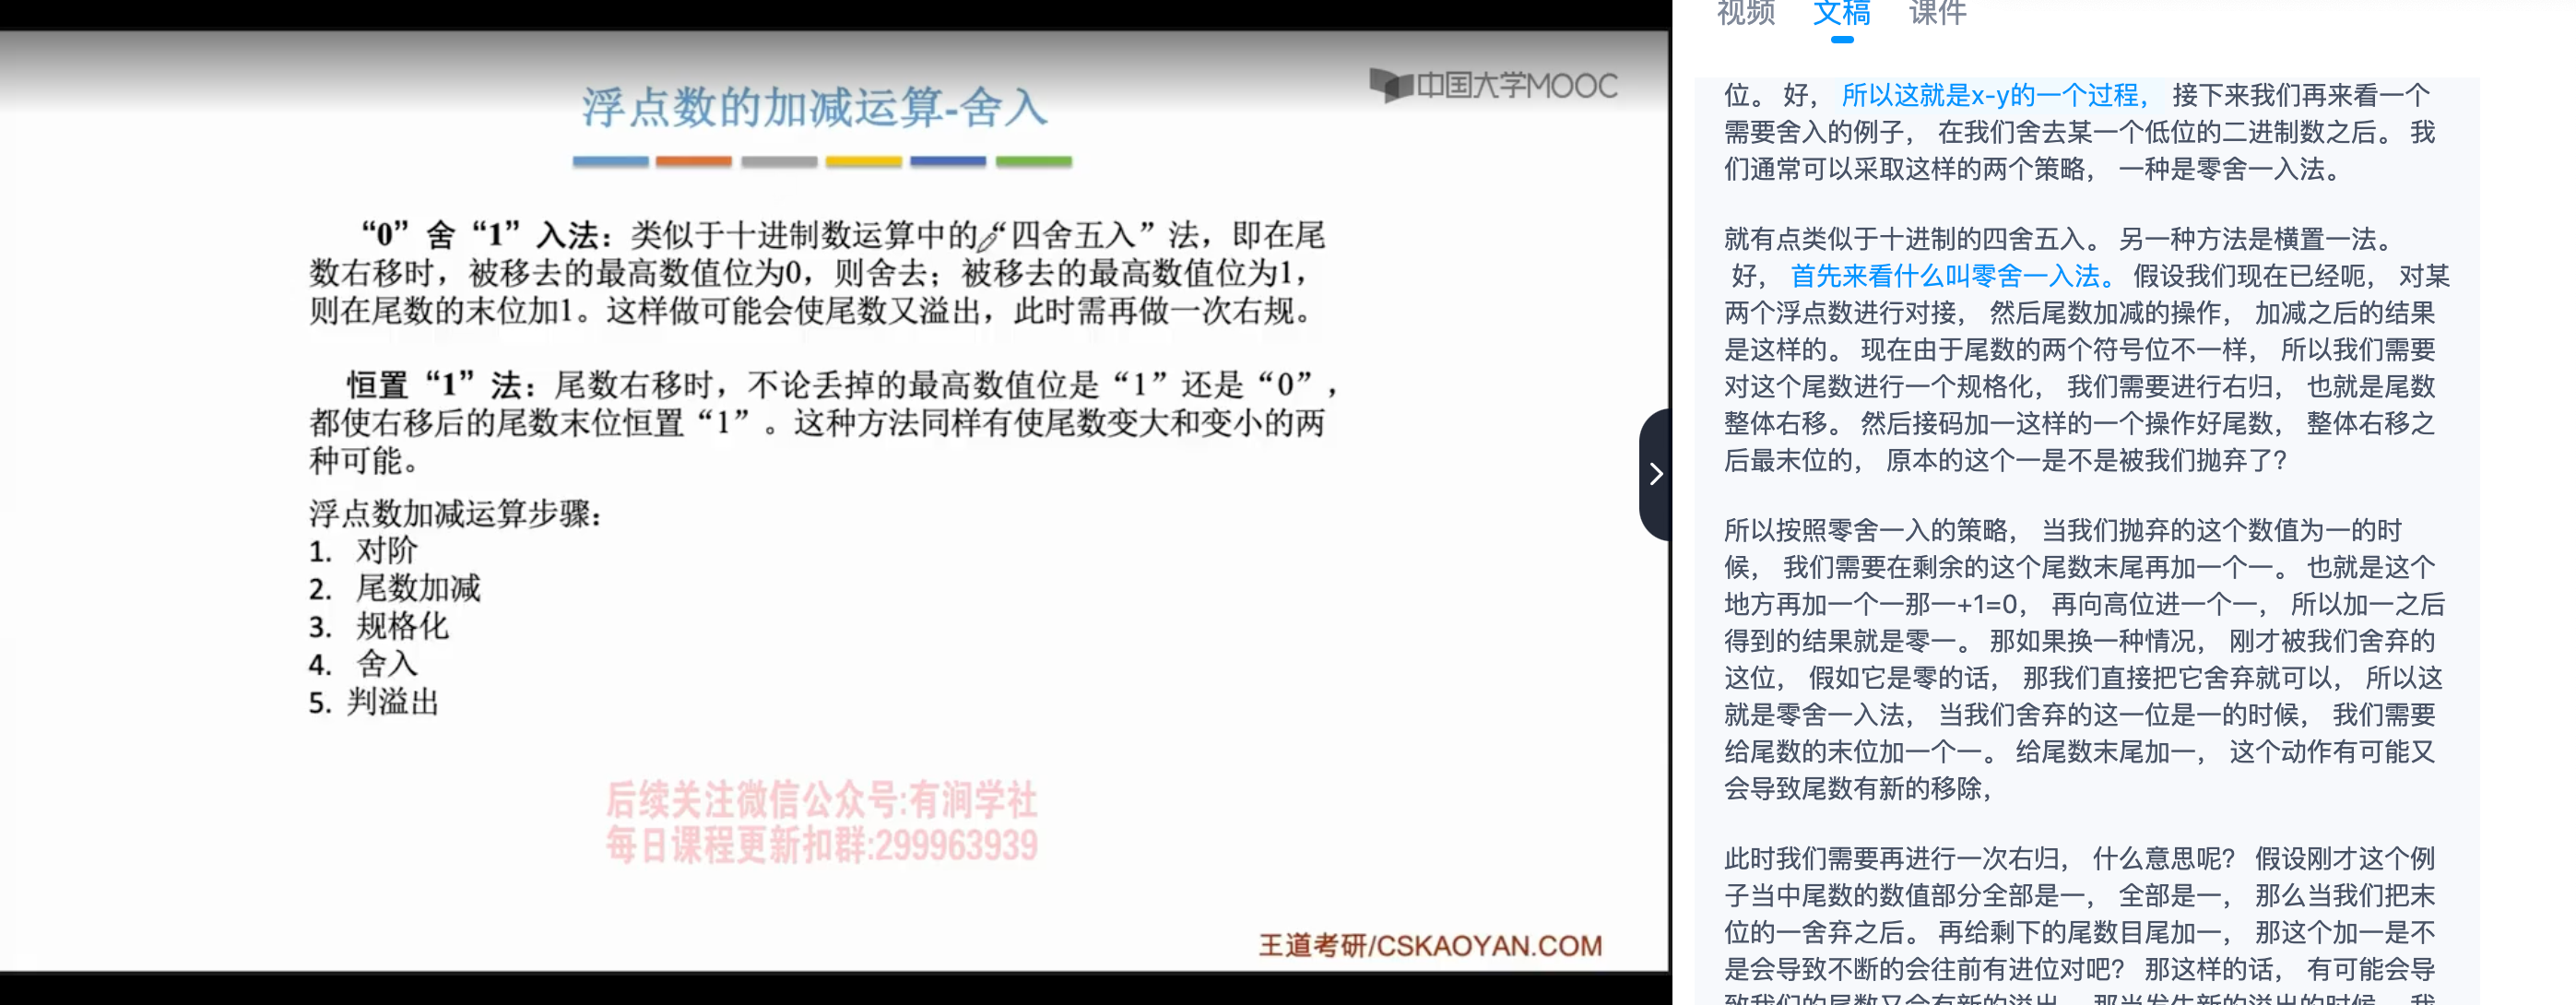 中国大学MOOC
浮点数的加减运算-舍入
“0”舍“1”入法：类似于十进制数运算中的“四舍五入”法，即在尾
数右移时，被移去的最高数值位为0，则舍去；被移去的最高数值位为1，
则在尾数的末位加1。这样做可能会使尾数又溢出，此时需再做一次右规。
恒置“1”法：尾数右移时，不论丢掉的最高数值位是“1”还是“0”，
都使右移后的尾数末位恒置“1”。这种方法同样有使尾数变大和变小的两
种可能。
浮点数加减运算步骤：
1. 对阶
2. 尾数加减
3. 规格化
4. 舍入
5. 判溢出
后续关注微信公众号:有涧学社
每日课程更新扣群:299963939
王道考研/CSKAOYAN.COM
视频 文稿 课件
位。 好， 所以这就是x-y的一个过程， 接下来我们再来看一个
需要舍入的例子， 在我们舍去某一个低位的二进制数之后。 我
们通常可以采取这样的两个策略， 一种是零舍一入法。
就有点类似于十进制的四舍五入。 另一种方法是横置一法。
好， 首先来看什么叫零舍一入法。 假设我们现在已经呃， 对某
两个浮点数进行对接， 然后尾数加减的操作， 加减之后的结果
是这样的。 现在由于尾数的两个符号位不一样， 所以我们需要
对这个尾数进行一个规格化， 我们需要进行右归， 也就是尾数
整体右移。 然后接码加一这样的一个操作好尾数， 整体右移之
后最末位的， 原本的这个一是不是被我们抛弃了?
所以按照零舍一入的策略， 当我们抛弃的这个数值为一的时
候， 我们需要在剩余的这个尾数末尾再加一个一。 也就是这个
地方再加一个一那一+1=0， 再向高位进一个一， 所以加一之后
得到的结果就是零一。 那如果换一种情况， 刚才被我们舍弃的
这位， 假如它是零的话， 那我们直接把它舍弃就可以， 所以这
就是零舍一入法， 当我们舍弃的这一位是一的时候， 我们需要
给尾数的末位加一个一。 给尾数末尾加一， 这个动作有可能又
会导致尾数有新的移除，
此时我们需要再进行一次右归， 什么意思呢? 假设刚才这个例
子当中尾数的数值部分全部是一， 全部是一， 那么当我们把末
位的一舍弃之后。 再给剩下的尾数目尾加一， 那这个加一是不
是会导致不断的会往前有进位对吧? 那这样的话， 有可能会导
致我们的尾数又会有新的溢出。 那当发生新的溢出的时候， 我